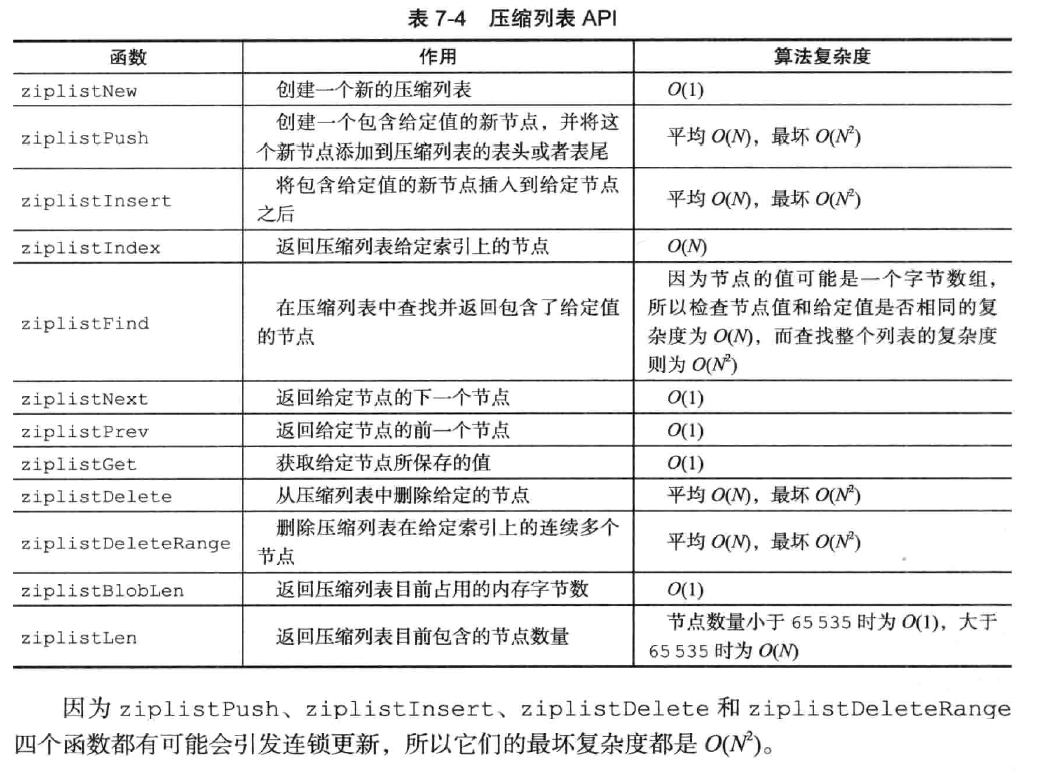 表 7-4 压缩列表 API
函数 作用 算法复杂度
ziplistNew 创建一个新的压缩列表 O(1)
ziplistPush 创建一个包含给定值的新节点，并将这个新节点添加到压缩列表的表头或者表尾 平均 O(N)，最坏 O(N²)
ziplistInsert 将包含给定值的新节点插入到给定节点之后 平均 O(N)，最坏 O(N²)
ziplistIndex 返回压缩列表给定索引上的节点 O(N)
ziplistFind 在压缩列表中查找并返回包含了给定值的节点 因为节点的值可能是一个字节数组，所以检查节点值和给定值是否相同的复杂度为 O(N)，而查找整个列表的复杂度则为 O(N²)
ziplistNext 返回给定节点的下一个节点 O(1)
ziplistPrev 返回给定节点的前一个节点 O(1)
ziplistGet 获取给定节点所保存的值 O(1)
ziplistDelete 从压缩列表中删除给定的节点 平均 O(N)，最坏 O(N²)
ziplistDeleteRange 删除压缩列表在给定索引上的连续多个节点 平均 O(N)，最坏 O(N²)
ziplistBlobLen 返回压缩列表目前占用的内存字节数 O(1)
ziplistLen 返回压缩列表目前包含的节点数量 节点数量小于 65 535 时为 O(1)，大于 65 535 时为 O(N)
因为 ziplistPush、ziplistInsert、ziplistDelete 和 ziplistDeleteRange
四个函数都有可能会引发连锁更新，所以它们的最坏复杂度都是 O(N²)。